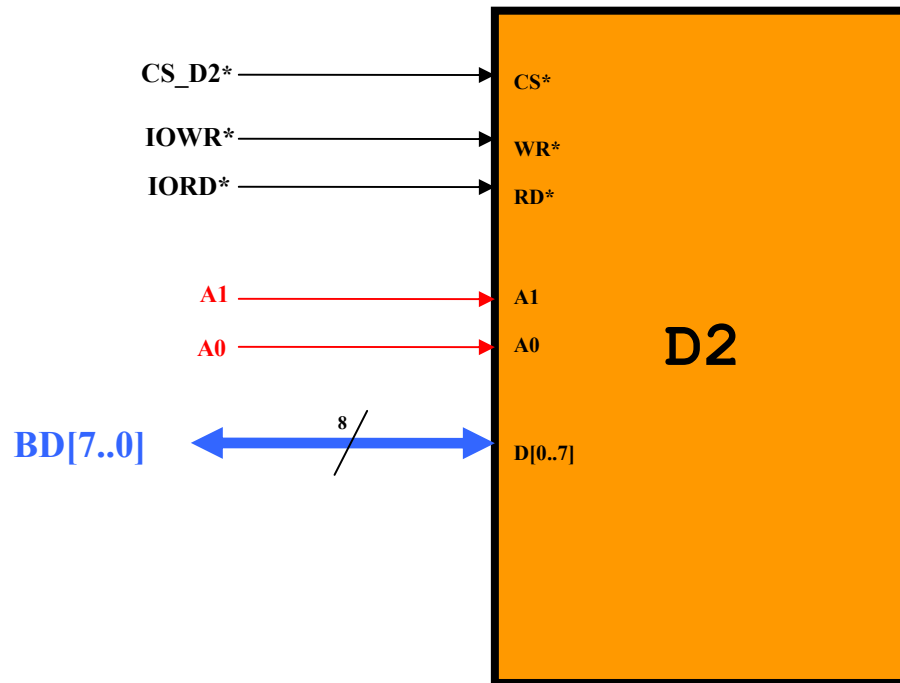 CS_D2* CS*
IOWR* WR*
IORD* RD*
A1 A1
A0 A0
D2
8
BD[7..0] D[0..7]